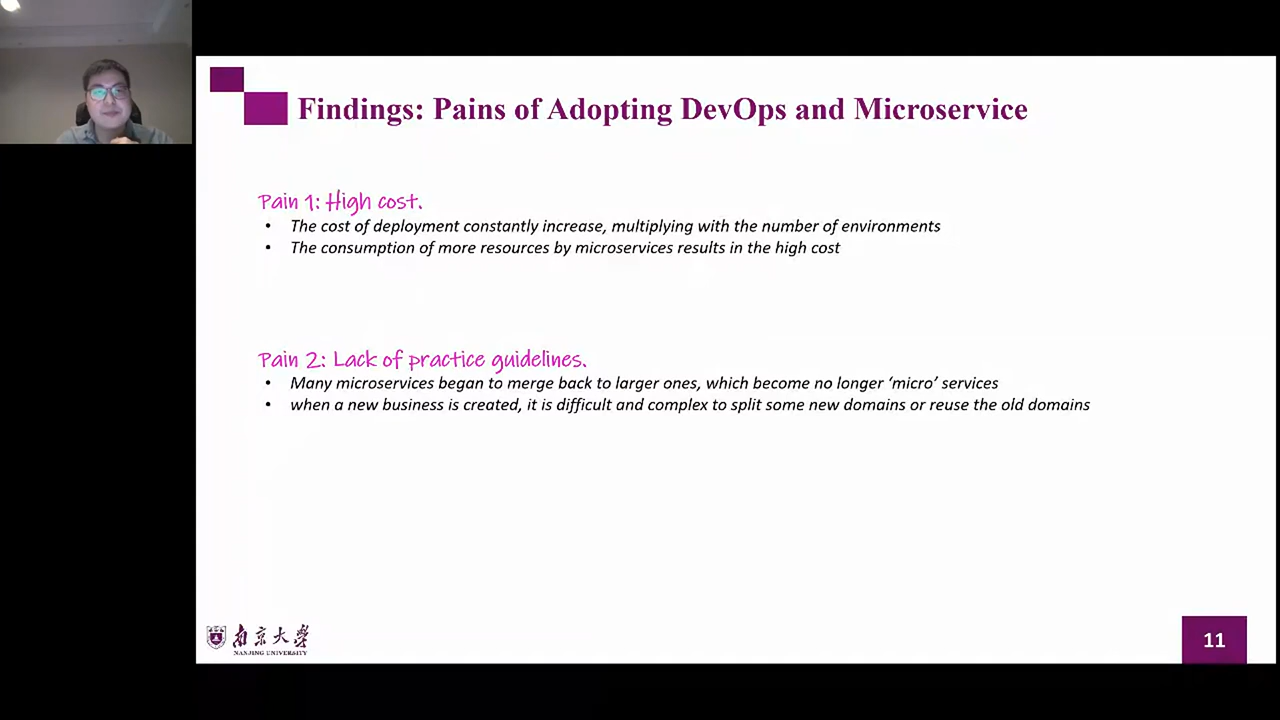 Findings: Pains of Adopting DevOps and Microservice
Pain 1: High cost.
• The cost of deployment constantly increase, multiplying with the number of environments
• The consumption of more resources by microservices results in the high cost
Pain 2: Lack of practice guidelines.
• Many microservices began to merge back to larger ones, which become no longer ‘micro’ services
• when a new business is created, it is difficult and complex to split some new domains or reuse the old domains
南京大学
NANJING UNIVERSITY
11